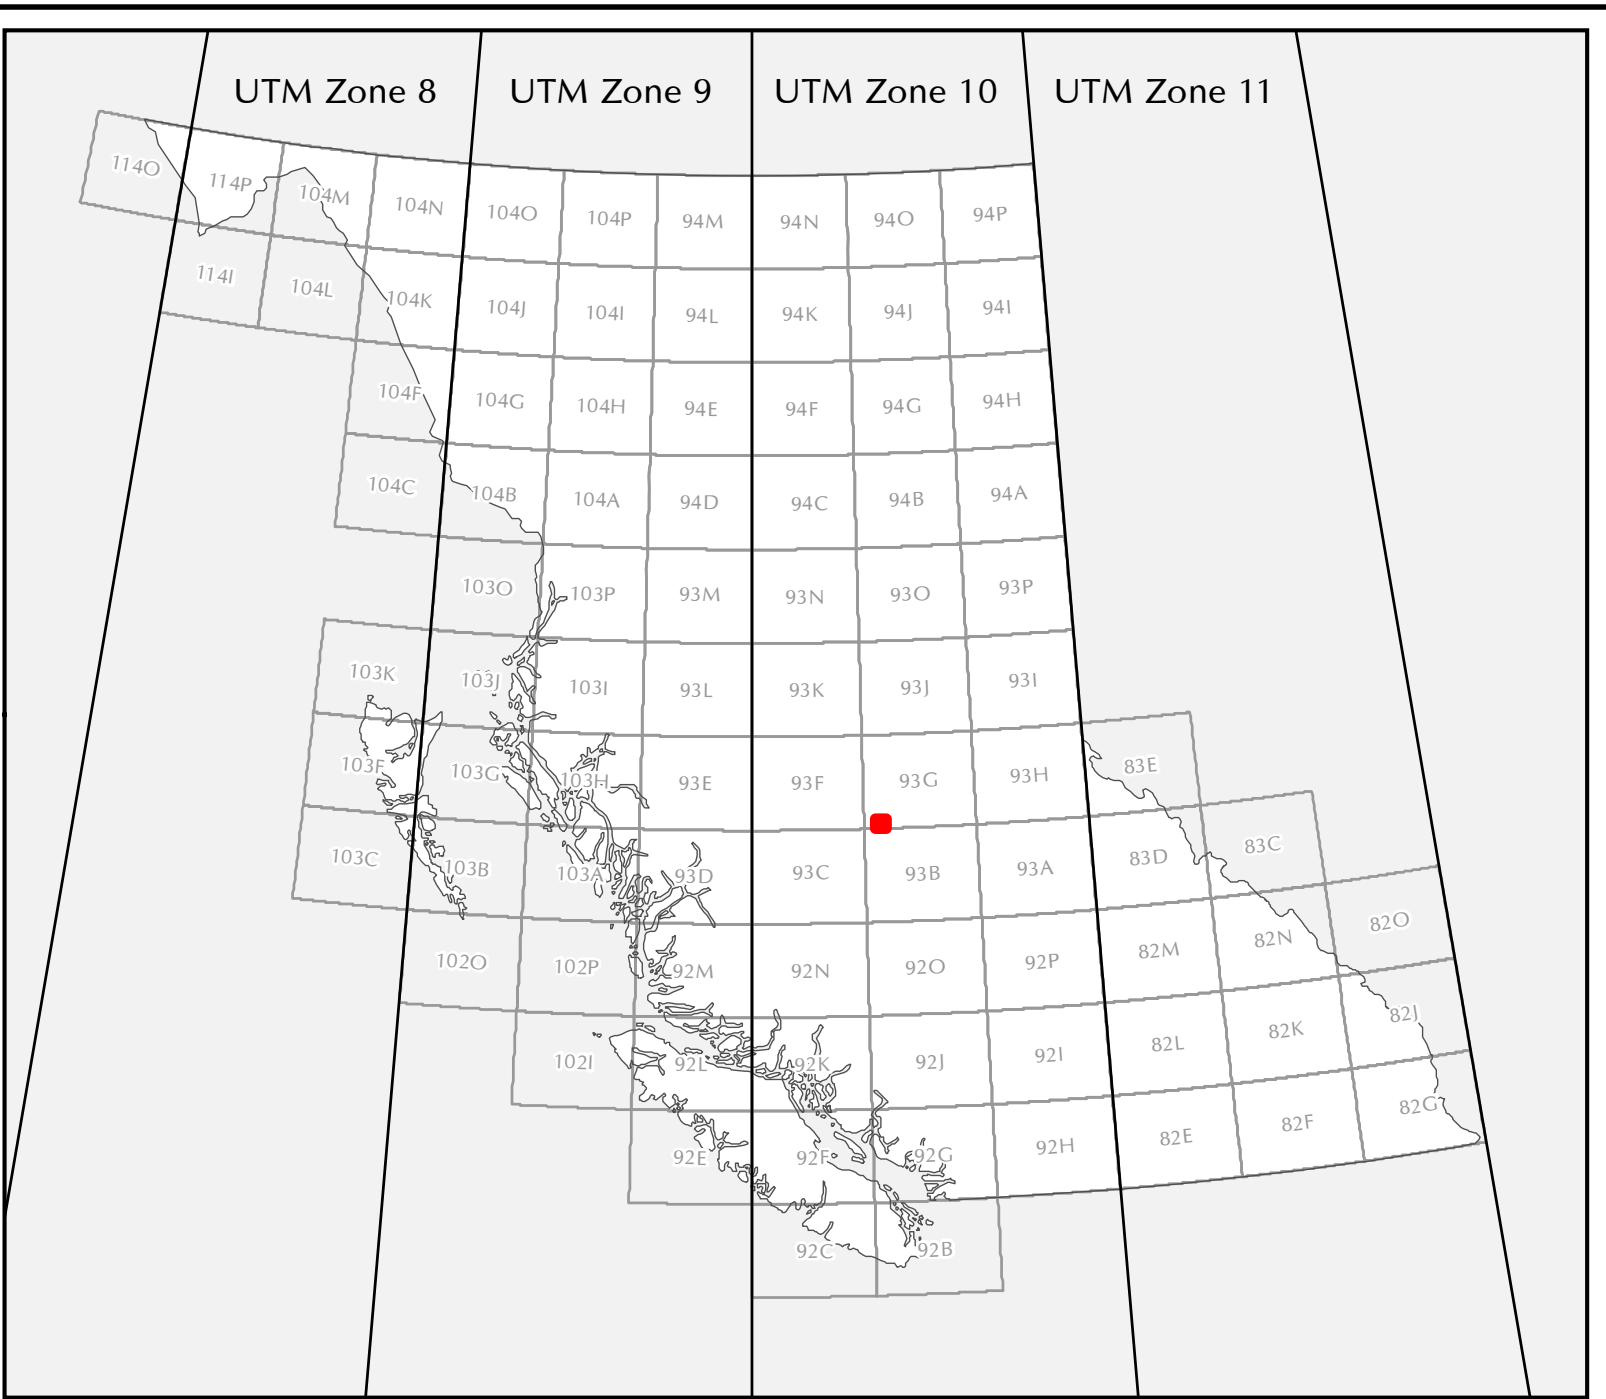 UTM Zone 8 UTM Zone 9 UTM Zone 10 UTM Zone 11
114O 114P 104M 104N 104O 104P 94M 94N 94O 94P
114I 104L 104K 104J 104I 94L 94K 94J 94I
104F 104G 104H 94E 94F 94G 94H
104C 104B 104A 94D 94C 94B 94A
103O 103P 93M 93N 93O 93P
103K 103J 103I 93L 93K 93J 93I
103F 103G 103H 93E 93F 93G 93H 83E
103C 103B 103A 93D 93C 93B 93A 83D 83C
102O 102P 92M 92N 92O 92P 82M 82N 82O
102I 92L 92K 92J 92I 82L 82K 82J
92E 92F 92G 92H 82E 82F 82G
92C 92B